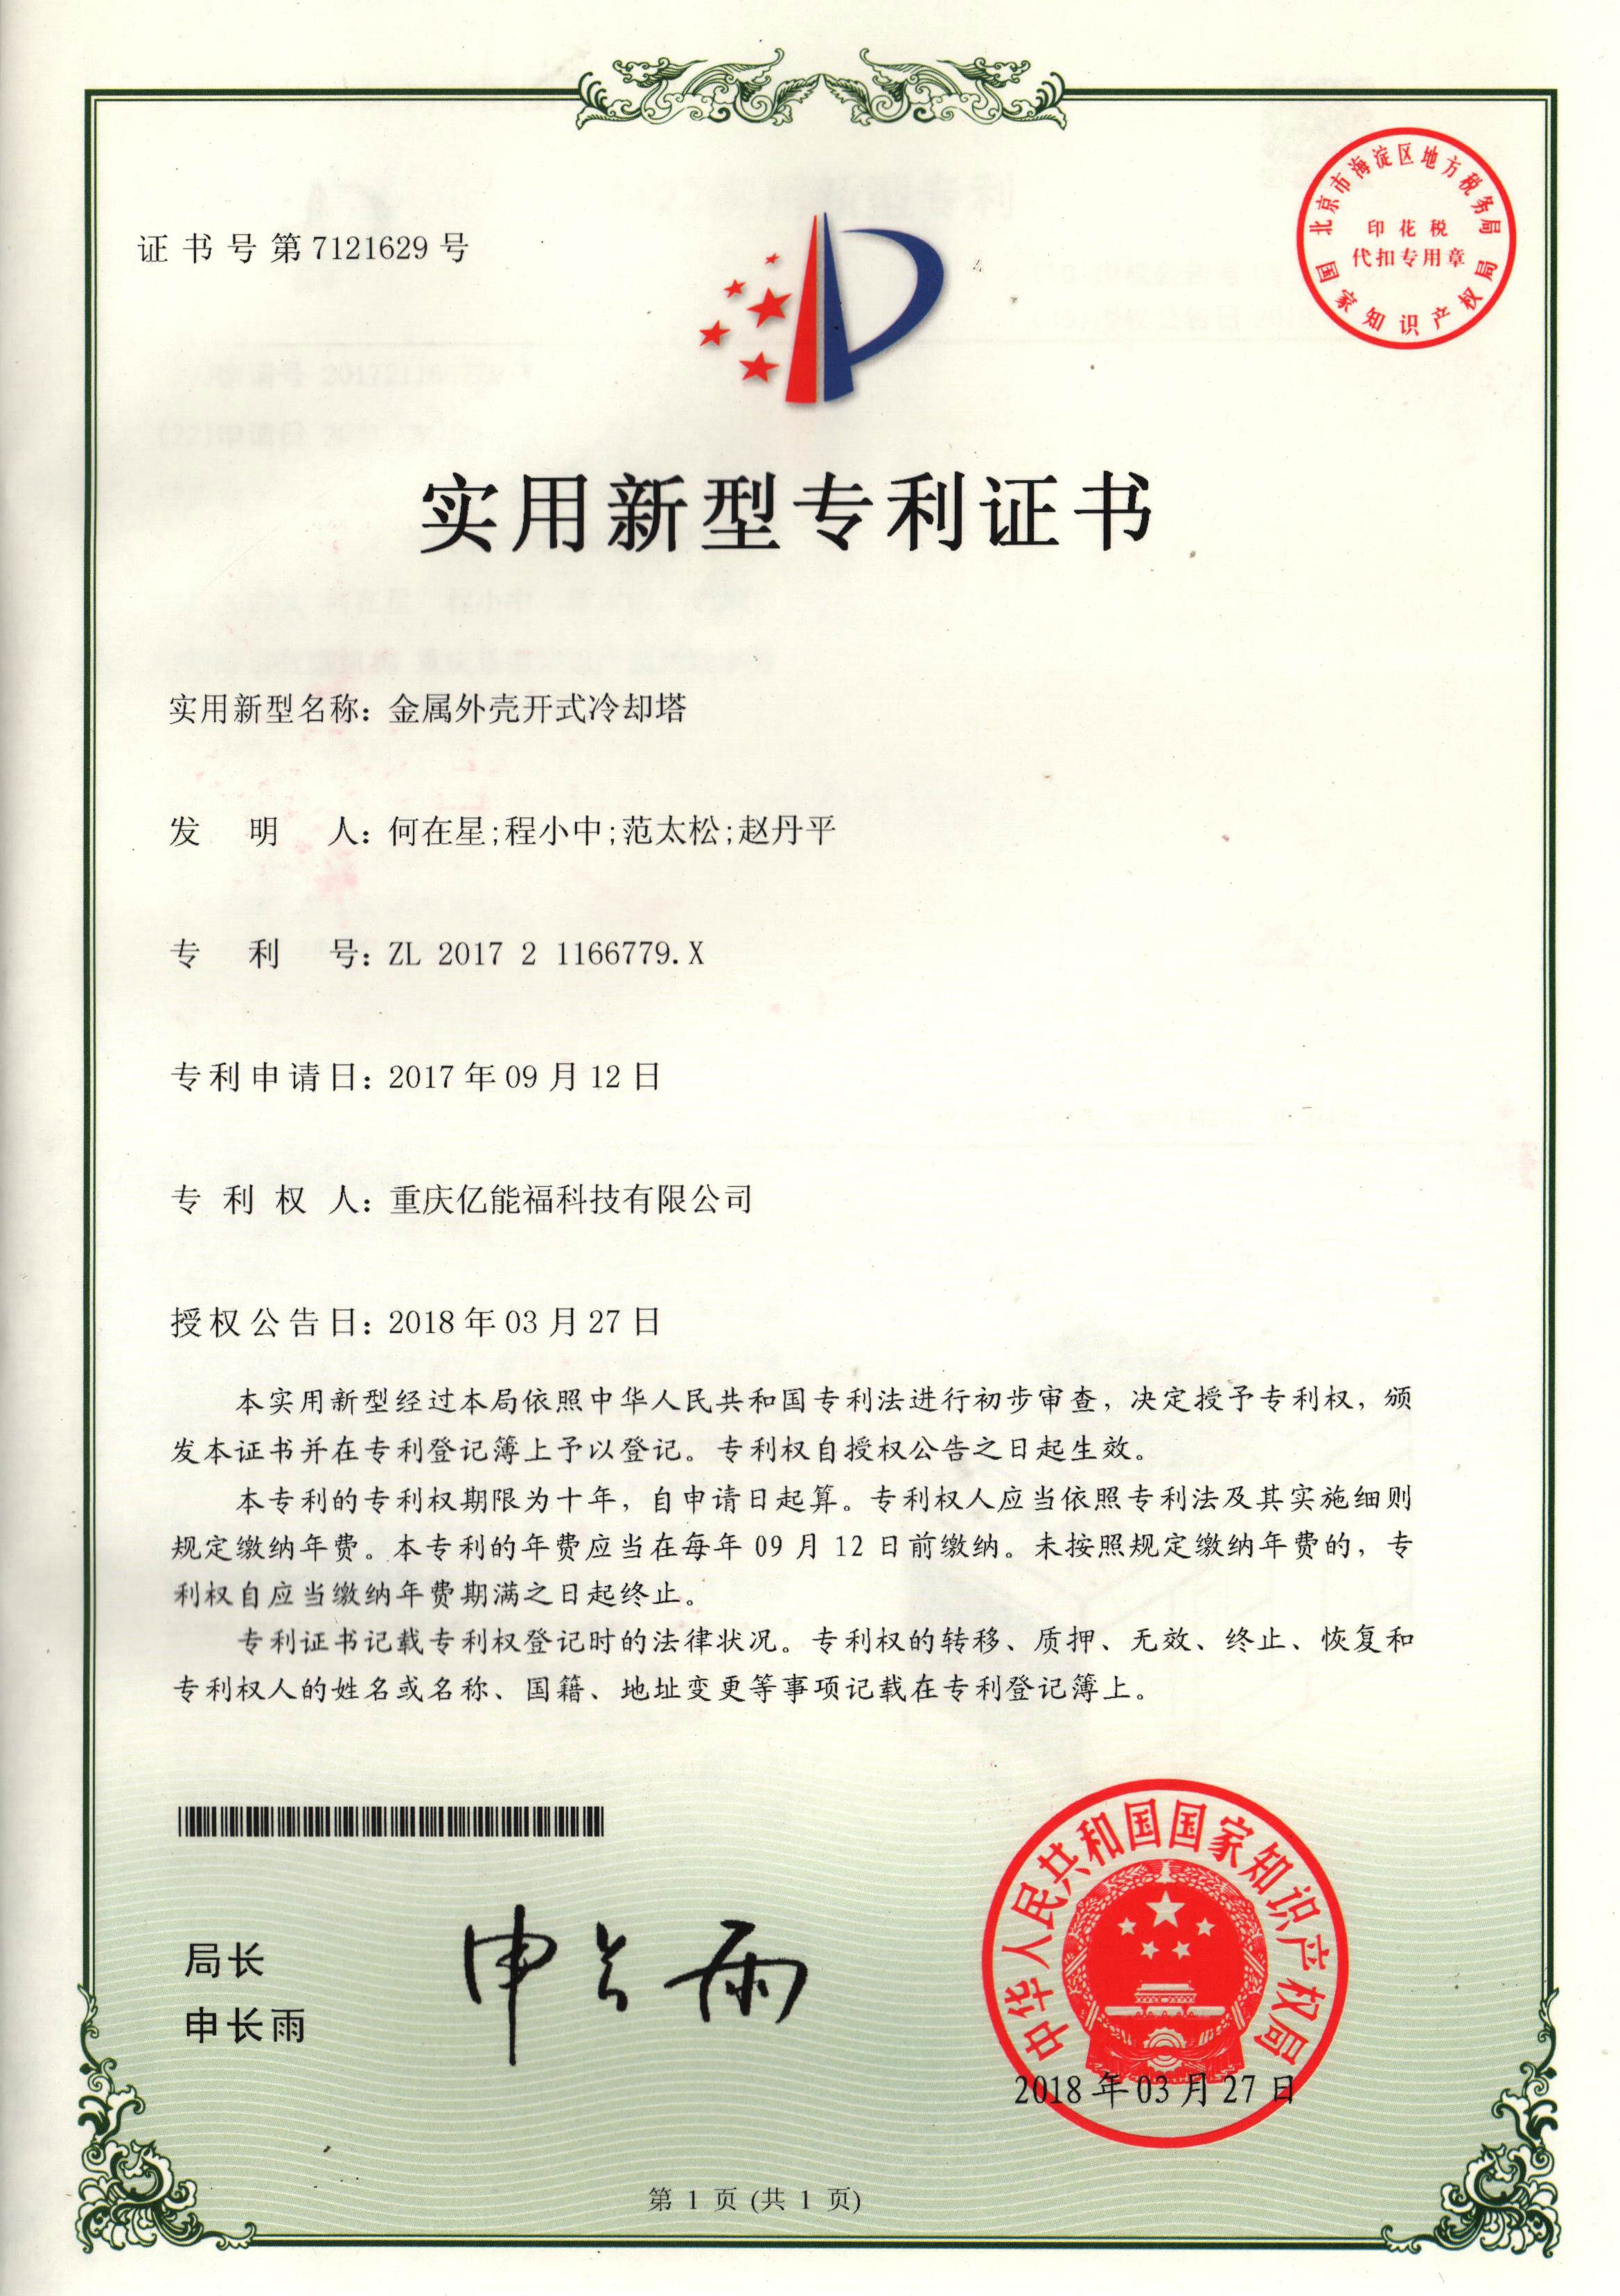 证书号第7121629号
北京市海淀区地方税务局
印花税
代扣专用章
国家知识产权局
实用新型专利证书
实用新型名称：金属外壳开式冷却塔
发明人：何在星;程小中;范太松;赵丹平
专利号：ZL 2017 2 1166779.X
专利申请日：2017年09月12日
专利权人：重庆亿能福科技有限公司
授权公告日：2018年03月27日
本实用新型经过本局依照中华人民共和国专利法进行初步审查，决定授予专利权，颁
发本证书并在专利登记簿上予以登记。专利权自授权公告之日起生效。
本专利的专利权期限为十年，自申请日起算。专利权人应当依照专利法及其实施细则
规定缴纳年费。本专利的年费应当在每年09月12日前缴纳。未按照规定缴纳年费的，专
利权自应当缴纳年费期满之日起终止。
专利证书记载专利权登记时的法律状况。专利权的转移、质押、无效、终止、恢复和
专利权人的姓名或名称、国籍、地址变更等事项记载在专利登记簿上。
局长
申长雨
申长雨
中华人民共和国国家知识产权局
2018年03月27日
第 1 页 (共 1 页)